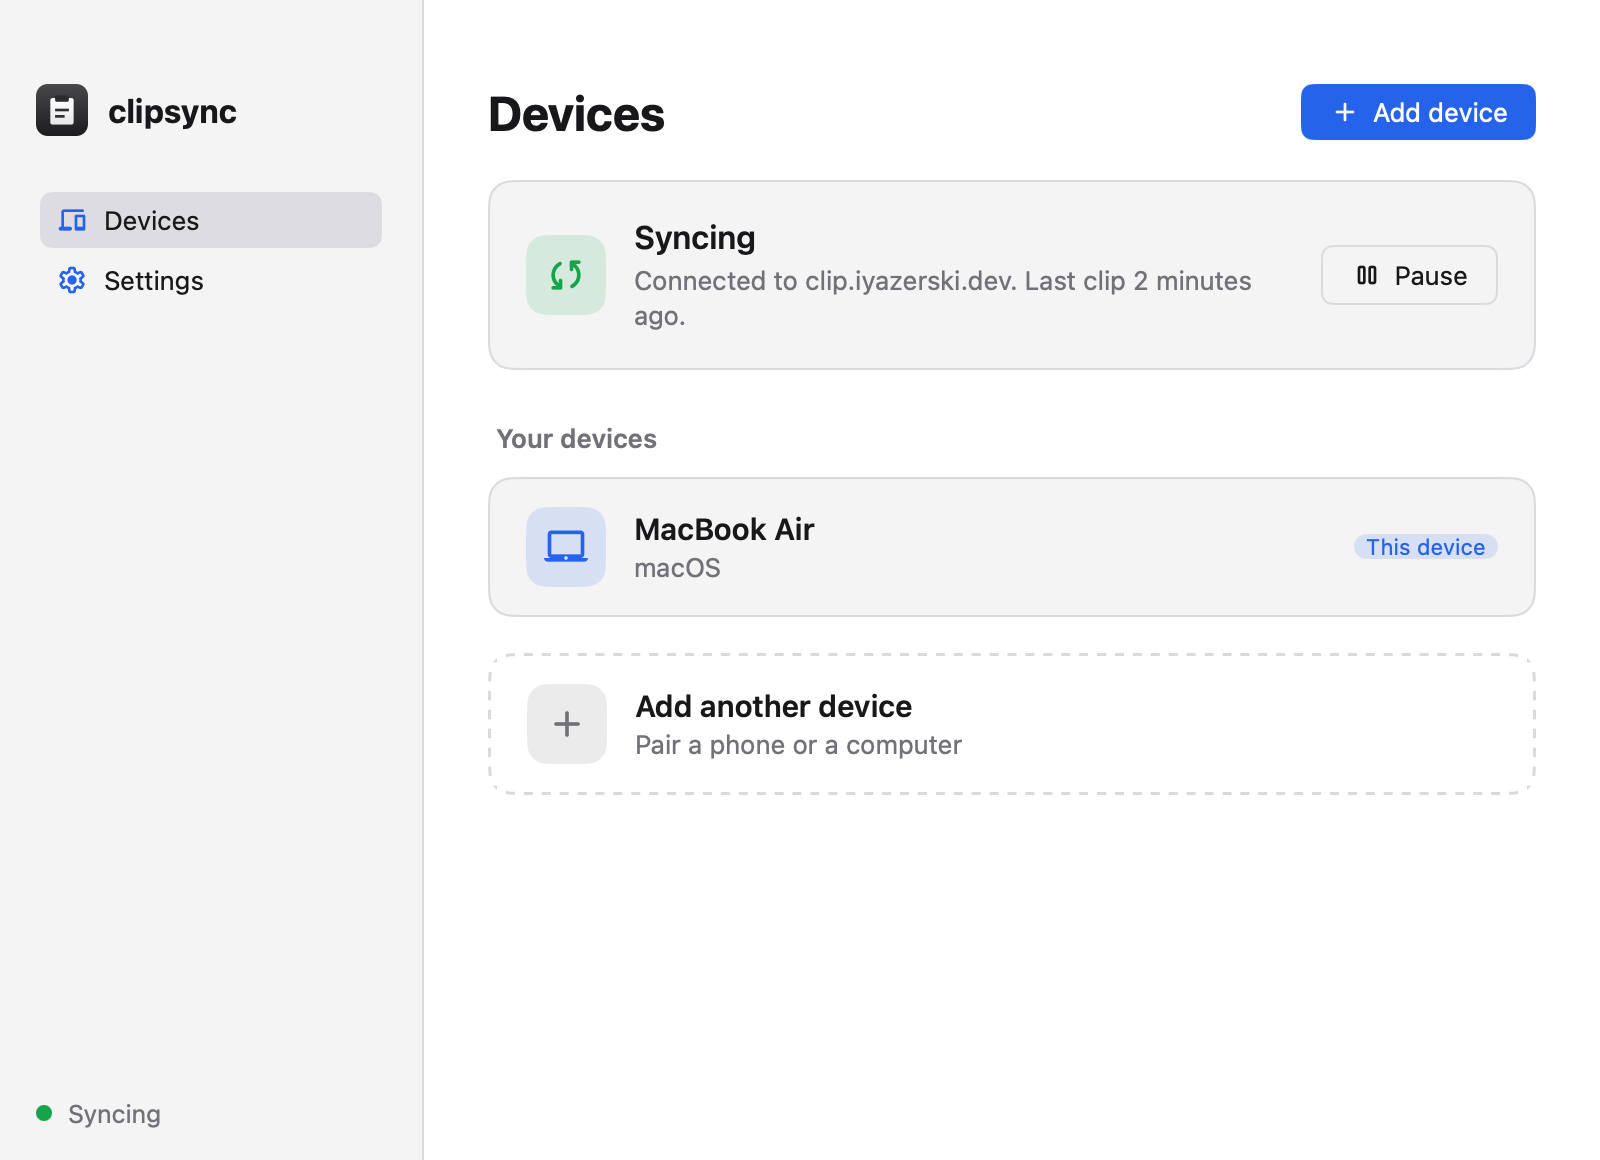 clipsync
Devices
Settings
Syncing
Devices
Add device
Syncing
Connected to clip.iyazerski.dev. Last clip 2 minutes
ago.
Pause
Your devices
MacBook Air
macOS
This device
Add another device
Pair a phone or a computer